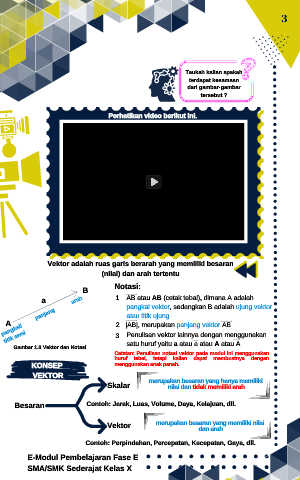 3
Taukah kalian apakah
terdapat kesamaan
dari gambar-gambar
tersebut ?
Perhatikan video berikut ini.
Vektor adalah ruas garis berarah yang memiliki besaran
(nilai) dan arah tertentu
Notasi:
1 AB atau AB (cetak tebal), dimana A adalah
pangkal vektor, sedangkan B adalah ujung vektor
atau titik ujung
2 |AB|, merupakan panjang vektor AB
3 Penulisan vektor lainnya dengan menggunakan
satu huruf yaitu a atau a atau A atau A
Catatan: Penulisan notasi vektor pada modul ini menggunakan
huruf tebal, tetapi kalian dapat membuatnya dengan
menggunakan anak panah.
B
arah
a
panjang
A
pangkal/
titik awal
Gambar 1.8 Vektor dan Notasi
KONSEP
VEKTOR
Besaran
Skalar
merupakan besaran yang hanya memiliki
nilai dan tidak memiliki arah
Contoh: Jarak, Luas, Volume, Daya, Kelajuan, dll.
Vektor
merupakan besaran yang memiliki nilai
dan arah
Contoh: Perpindahan, Percepatan, Kecepatan, Gaya, dll.
E-Modul Pembelajaran Fase E
SMA/SMK Sederajat Kelas X